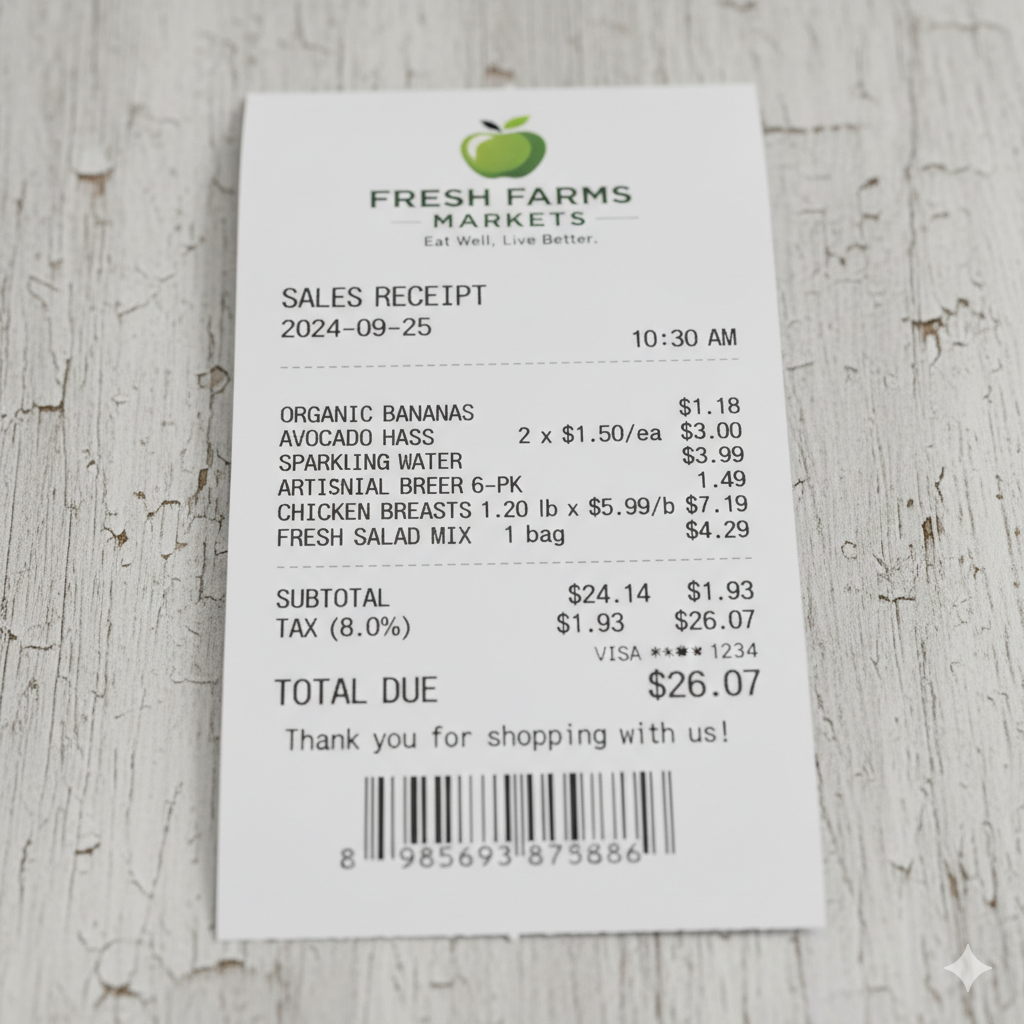 FRESH FARMS
MARKETS
Eat Well, Live Better.
SALES RECEIPT
2024-09-25
10:30 AM
ORGANIC BANANAS $1.18
AVOCADO HASS 2 x $1.50/ea $3.00
SPARKLING WATER $3.99
ARTISNIAL BREER 6-PK 1.49
CHICKEN BREASTS 1.20 lb x $5.99/b $7.19
FRESH SALAD MIX 1 bag $4.29
SUBTOTAL $24.14 $1.93
TAX (8.0%) $1.93 $26.07
VISA **** 1234
TOTAL DUE $26.07
Thank you for shopping with us!
8 985693 875886